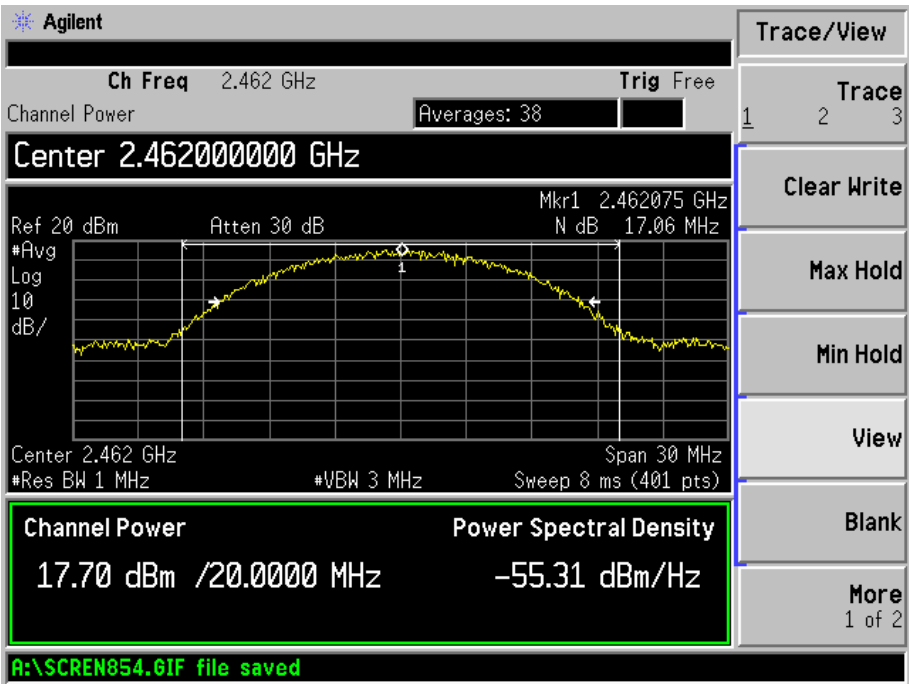 Agilent
Ch Freq 2.462 GHz Trig Free
Channel Power Averages: 38
Center 2.462000000 GHz
Mkr1 2.462075 GHz
Ref 20 dBm Atten 30 dB N dB 17.06 MHz
#Avg
Log
10
dB/
1
Center 2.462 GHz Span 30 MHz
#Res BW 1 MHz #VBW 3 MHz Sweep 8 ms (401 pts)
Channel Power Power Spectral Density
17.70 dBm /20.0000 MHz -55.31 dBm/Hz
A:\SCREN854.GIF file saved
Trace/View
Trace
1 2 3
Clear Write
Max Hold
Min Hold
View
Blank
More
1 of 2